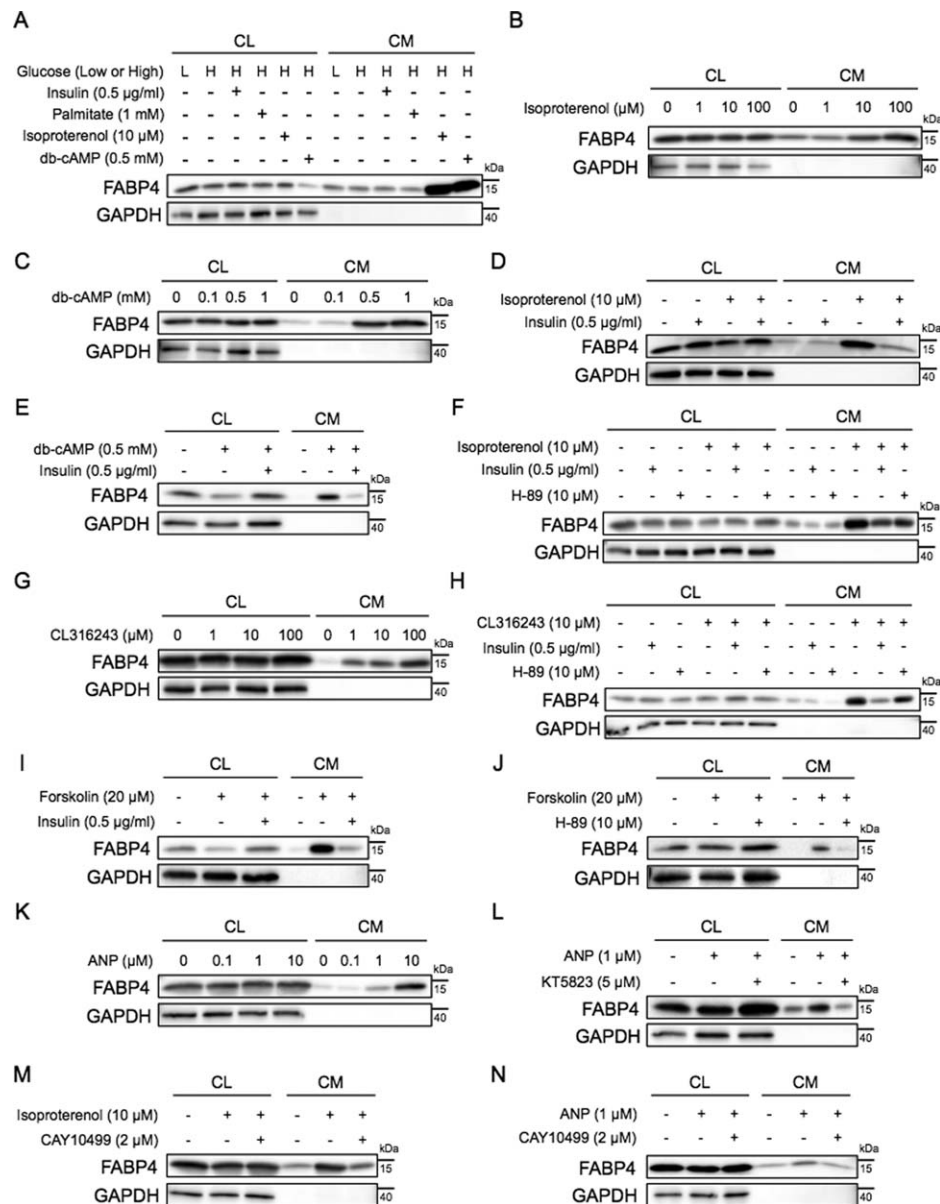 A
CL CM
Glucose (Low or High) L H H H H H L H H H H H
Insulin (0.5 µg/ml) - - + - - - - - + - - -
Palmitate (1 mM) - - - + - - - - - + - -
Isoproterenol (10 µM) - - - - + - - - - - + -
db-cAMP (0.5 mM) - - - - - + - - - - - +
kDa
FABP4 15
GAPDH 40
B
CL CM
Isoproterenol (µM) 0 1 10 100 0 1 10 100
kDa
FABP4 15
GAPDH 40
C
CL CM
db-cAMP (mM) 0 0.1 0.5 1 0 0.1 0.5 1
kDa
FABP4 15
GAPDH 40
D
CL CM
Isoproterenol (10 µM) - - + + - - + +
Insulin (0.5 µg/ml) - + - + - + - +
kDa
FABP4 15
GAPDH 40
E
CL CM
db-cAMP (0.5 mM) - + + - + +
Insulin (0.5 µg/ml) - - + - - +
kDa
FABP4 15
GAPDH 40
F
CL CM
Isoproterenol (10 µM) - - - + + + - - - + + +
Insulin (0.5 µg/ml) - + - - + - - + - - + -
H-89 (10 µM) - - + - - + - - + - - +
kDa
FABP4 15
GAPDH 40
G
CL CM
CL316243 (µM) 0 1 10 100 0 1 10 100
kDa
FABP4 15
GAPDH 40
H
CL CM
CL316243 (10 µM) - - - + + + - - - + + +
Insulin (0.5 µg/ml) - + - - + - - + - - + -
H-89 (10 µM) - - + - - + - - + - - +
kDa
FABP4 15
GAPDH 40
I
CL CM
Forskolin (20 µM) - + + - + +
Insulin (0.5 µg/ml) - - + - - +
kDa
FABP4 15
GAPDH 40
J
CL CM
Forskolin (20 µM) - + + - + +
H-89 (10 µM) - - + - - +
kDa
FABP4 15
GAPDH 40
K
CL CM
ANP (µM) 0 0.1 1 10 0 0.1 1 10
kDa
FABP4 15
GAPDH 40
L
CL CM
ANP (1 µM) - + + - + +
KT5823 (5 µM) - - + - - +
kDa
FABP4 15
GAPDH 40
M
CL CM
Isoproterenol (10 µM) - + + - + +
CAY10499 (2 µM) - - + - - +
kDa
FABP4 15
GAPDH 40
N
CL CM
ANP (1 µM) - + + - + +
CAY10499 (2 µM) - - + - - +
kDa
FABP4 15
GAPDH 40